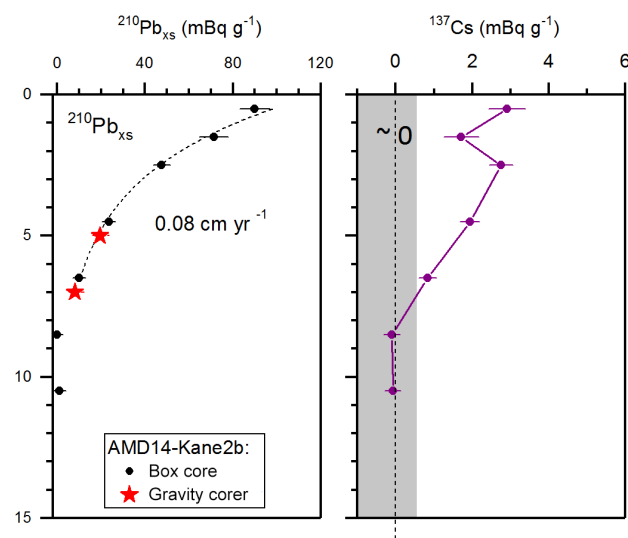 ²¹⁰Pbₓₛ (mBq g⁻¹)
0 40 80 120
¹³⁷Cs (mBq g⁻¹)
0 2 4 6
0
5
10
15
²¹⁰Pbₓₛ
0.08 cm yr ⁻¹
~ 0
AMD14-Kane2b:
Box core
Gravity corer